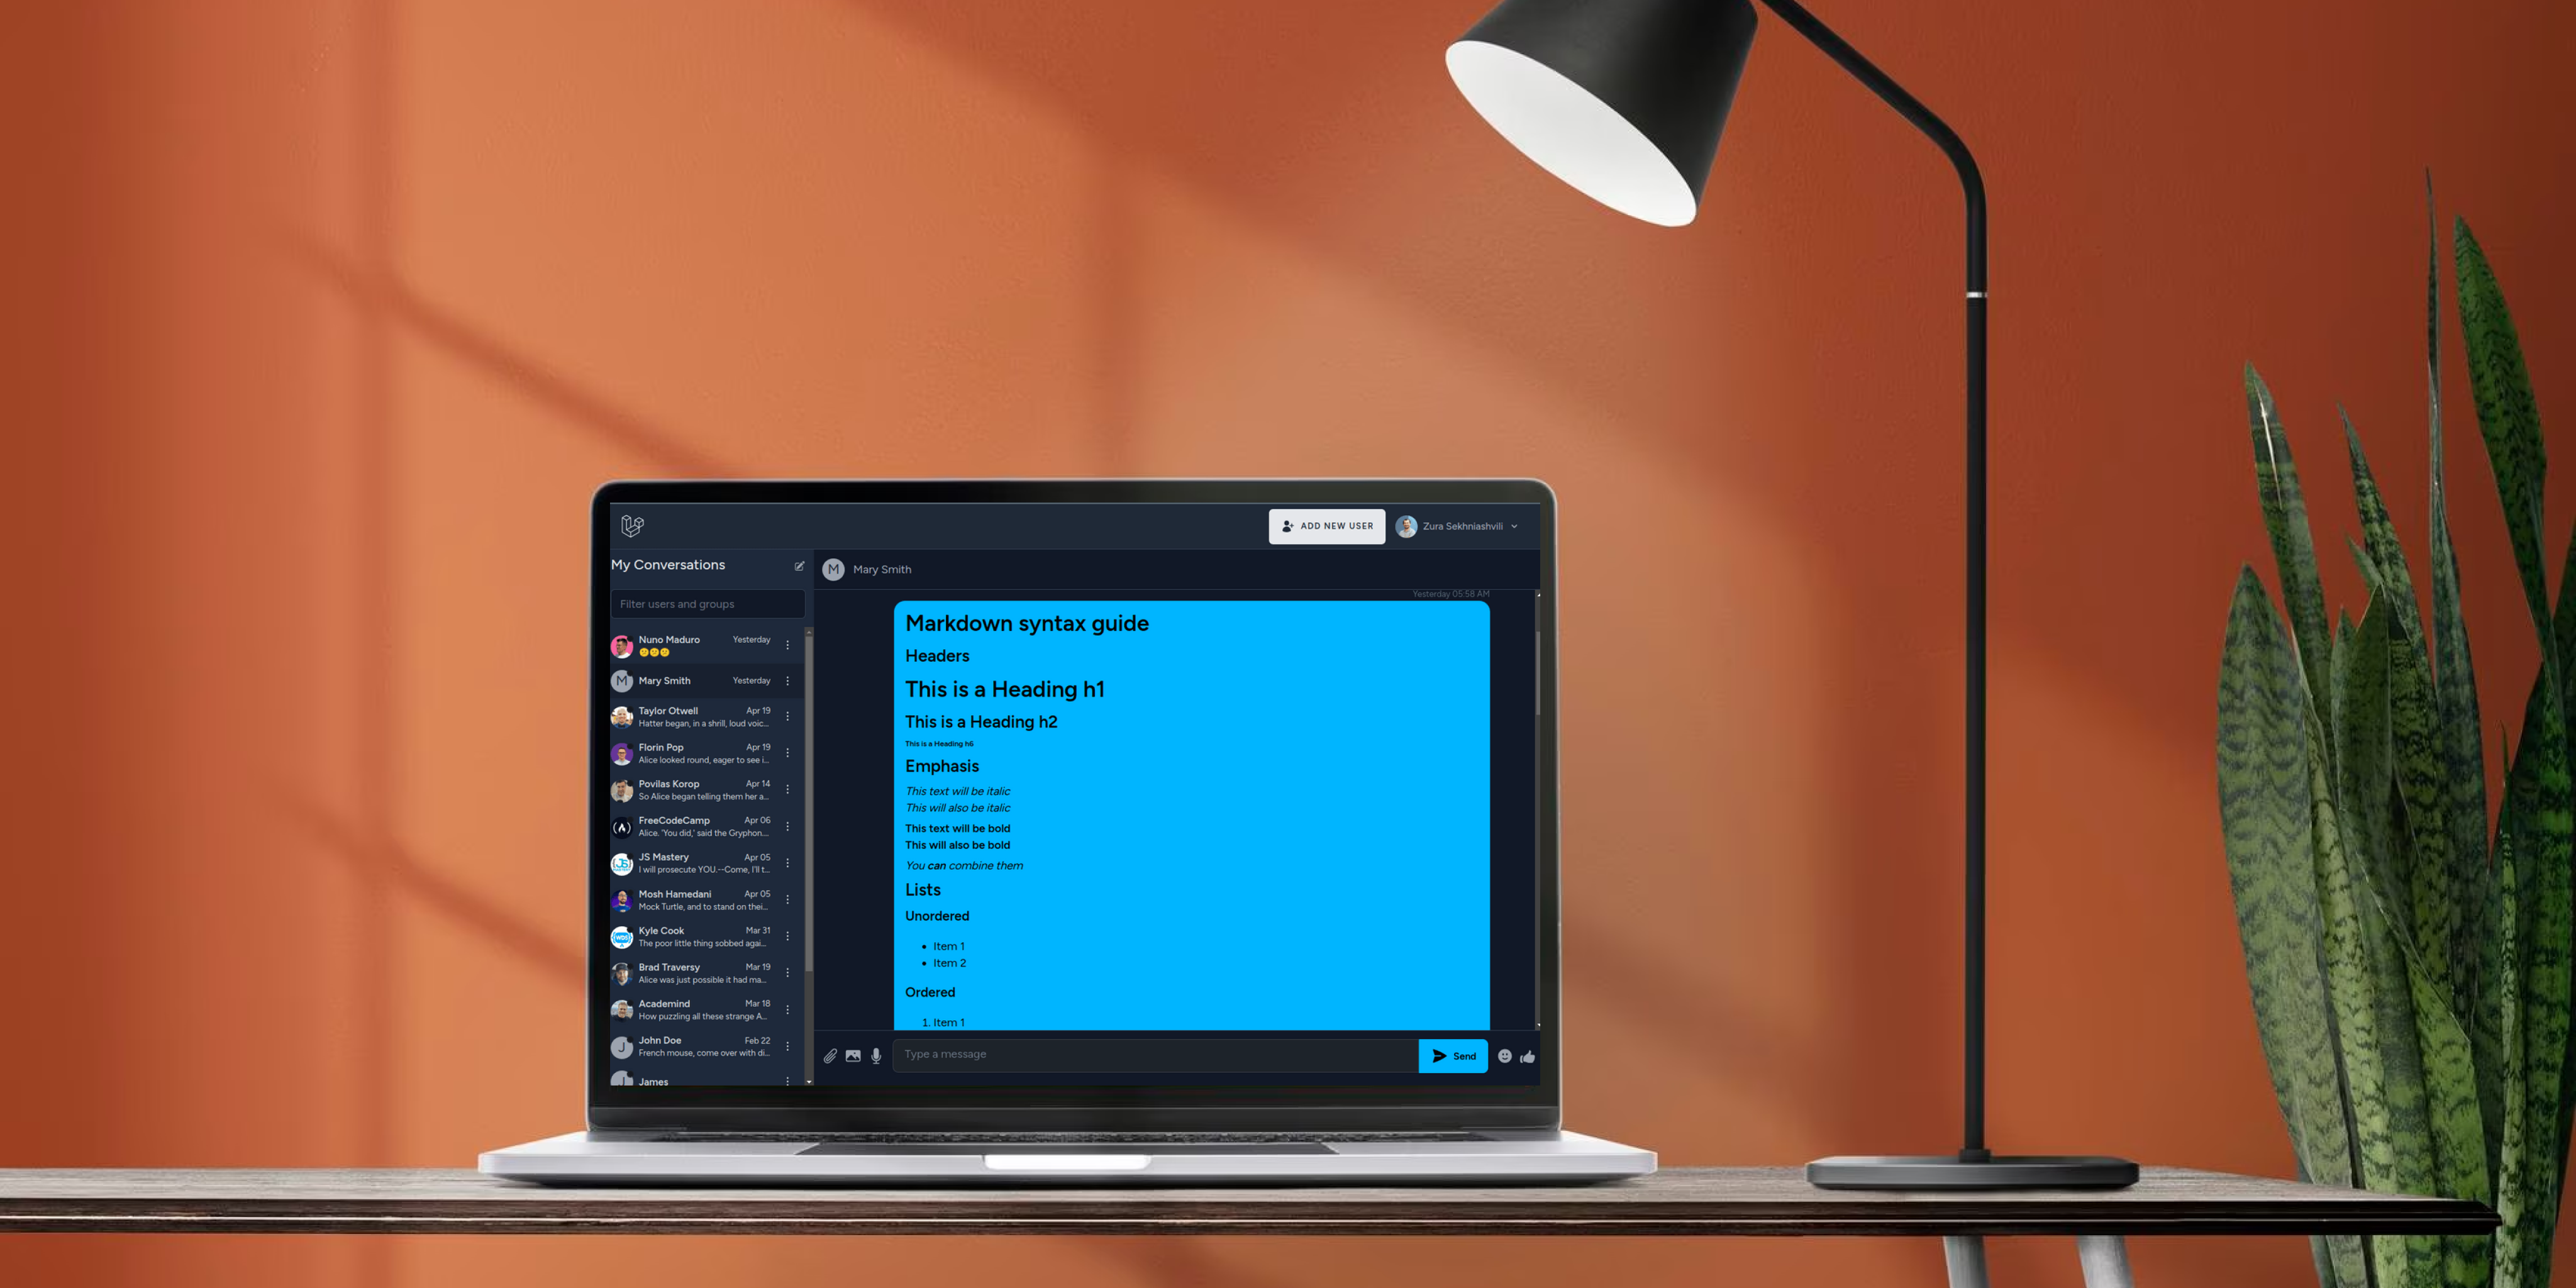 ADD NEW USER
Zura Sekhniashvili
My Conversations
Filter users and groups
Nuno Maduro Yesterday
Mary Smith Yesterday
Taylor Otwell Apr 19
Hatter began, in a shrill, loud voic...
Florin Pop Apr 19
Alice looked round, eager to see i...
Povilas Korop Apr 14
So Alice began telling them her a...
FreeCodeCamp Apr 06
Alice. 'You did,' said the Gryphon....
JS Mastery Apr 05
I will prosecute YOU.--Come, I'll t...
Mosh Hamedani Apr 05
Mock Turtle, and to stand on thei...
Kyle Cook Mar 31
The poor little thing sobbed agai...
Brad Traversy Mar 19
Alice was just possible it had ma...
Academind Mar 18
How puzzling all these strange A...
J
John Doe Feb 22
French mouse, come over with di...
James
M
Mary Smith
Yesterday 05:58 AM
Markdown syntax guide
Headers
This is a Heading h1
This is a Heading h2
This is a Heading h6
Emphasis
This text will be italic
This will also be italic
This text will be bold
This will also be bold
You can combine them
Lists
Unordered
• Item 1
• Item 2
Ordered
1. Item 1
Type a message
Send